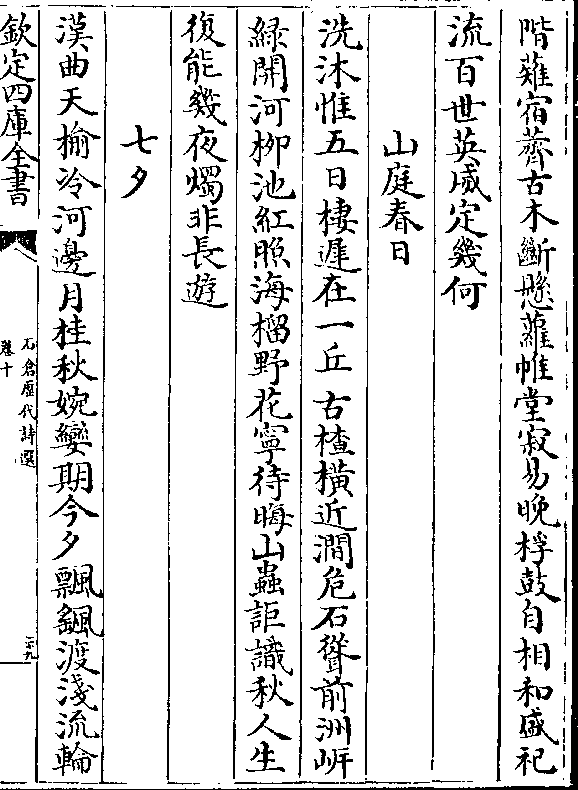 階薙宿薺古木斷懸蘿帷堂寂易晚桴鼓自相和盛祀
流百世英威定幾何
山庭春日
洗沐惟五日棲遲在一丘古楂橫近澗危石聳前洲岍
綠開河柳池紅照海榴野花寧待晦山蟲詎識秋人生
復能幾夜燭非長遊
七夕
漢曲天榆冷河邊月桂秋婉孌期今夕飄颻渡淺流輪
欽定四庫全書
石倉歷代詩選
卷十